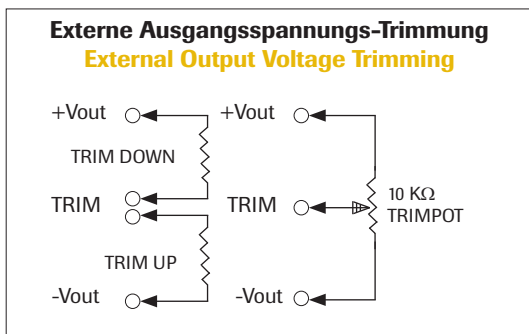 Externe Ausgangsspannungs-Trimmung
External Output Voltage Trimming
+Vout
TRIM DOWN
TRIM
TRIM UP
-Vout
+Vout
TRIM
10 KΩ
TRIMPOT
-Vout